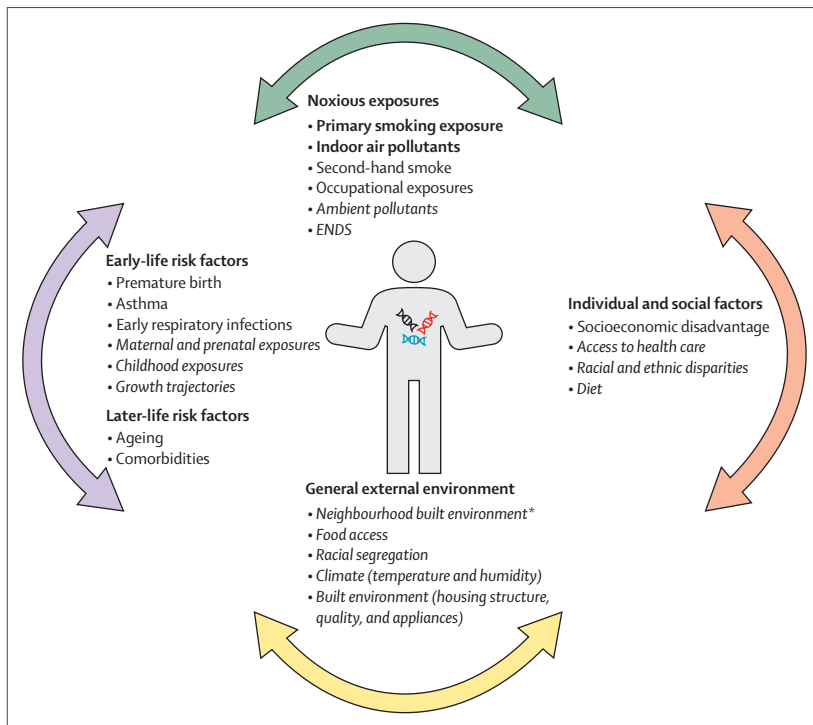 Noxious exposures
• Primary smoking exposure
• Indoor air pollutants
• Second-hand smoke
• Occupational exposures
• Ambient pollutants
• ENDS
Early-life risk factors
• Premature birth
• Asthma
• Early respiratory infections
• Maternal and prenatal exposures
• Childhood exposures
• Growth trajectories
Later-life risk factors
• Ageing
• Comorbidities
Individual and social factors
• Socioeconomic disadvantage
• Access to health care
• Racial and ethnic disparities
• Diet
General external environment
• Neighbourhood built environment*
• Food access
• Racial segregation
• Climate (temperature and humidity)
• Built environment (housing structure,
quality, and appliances)